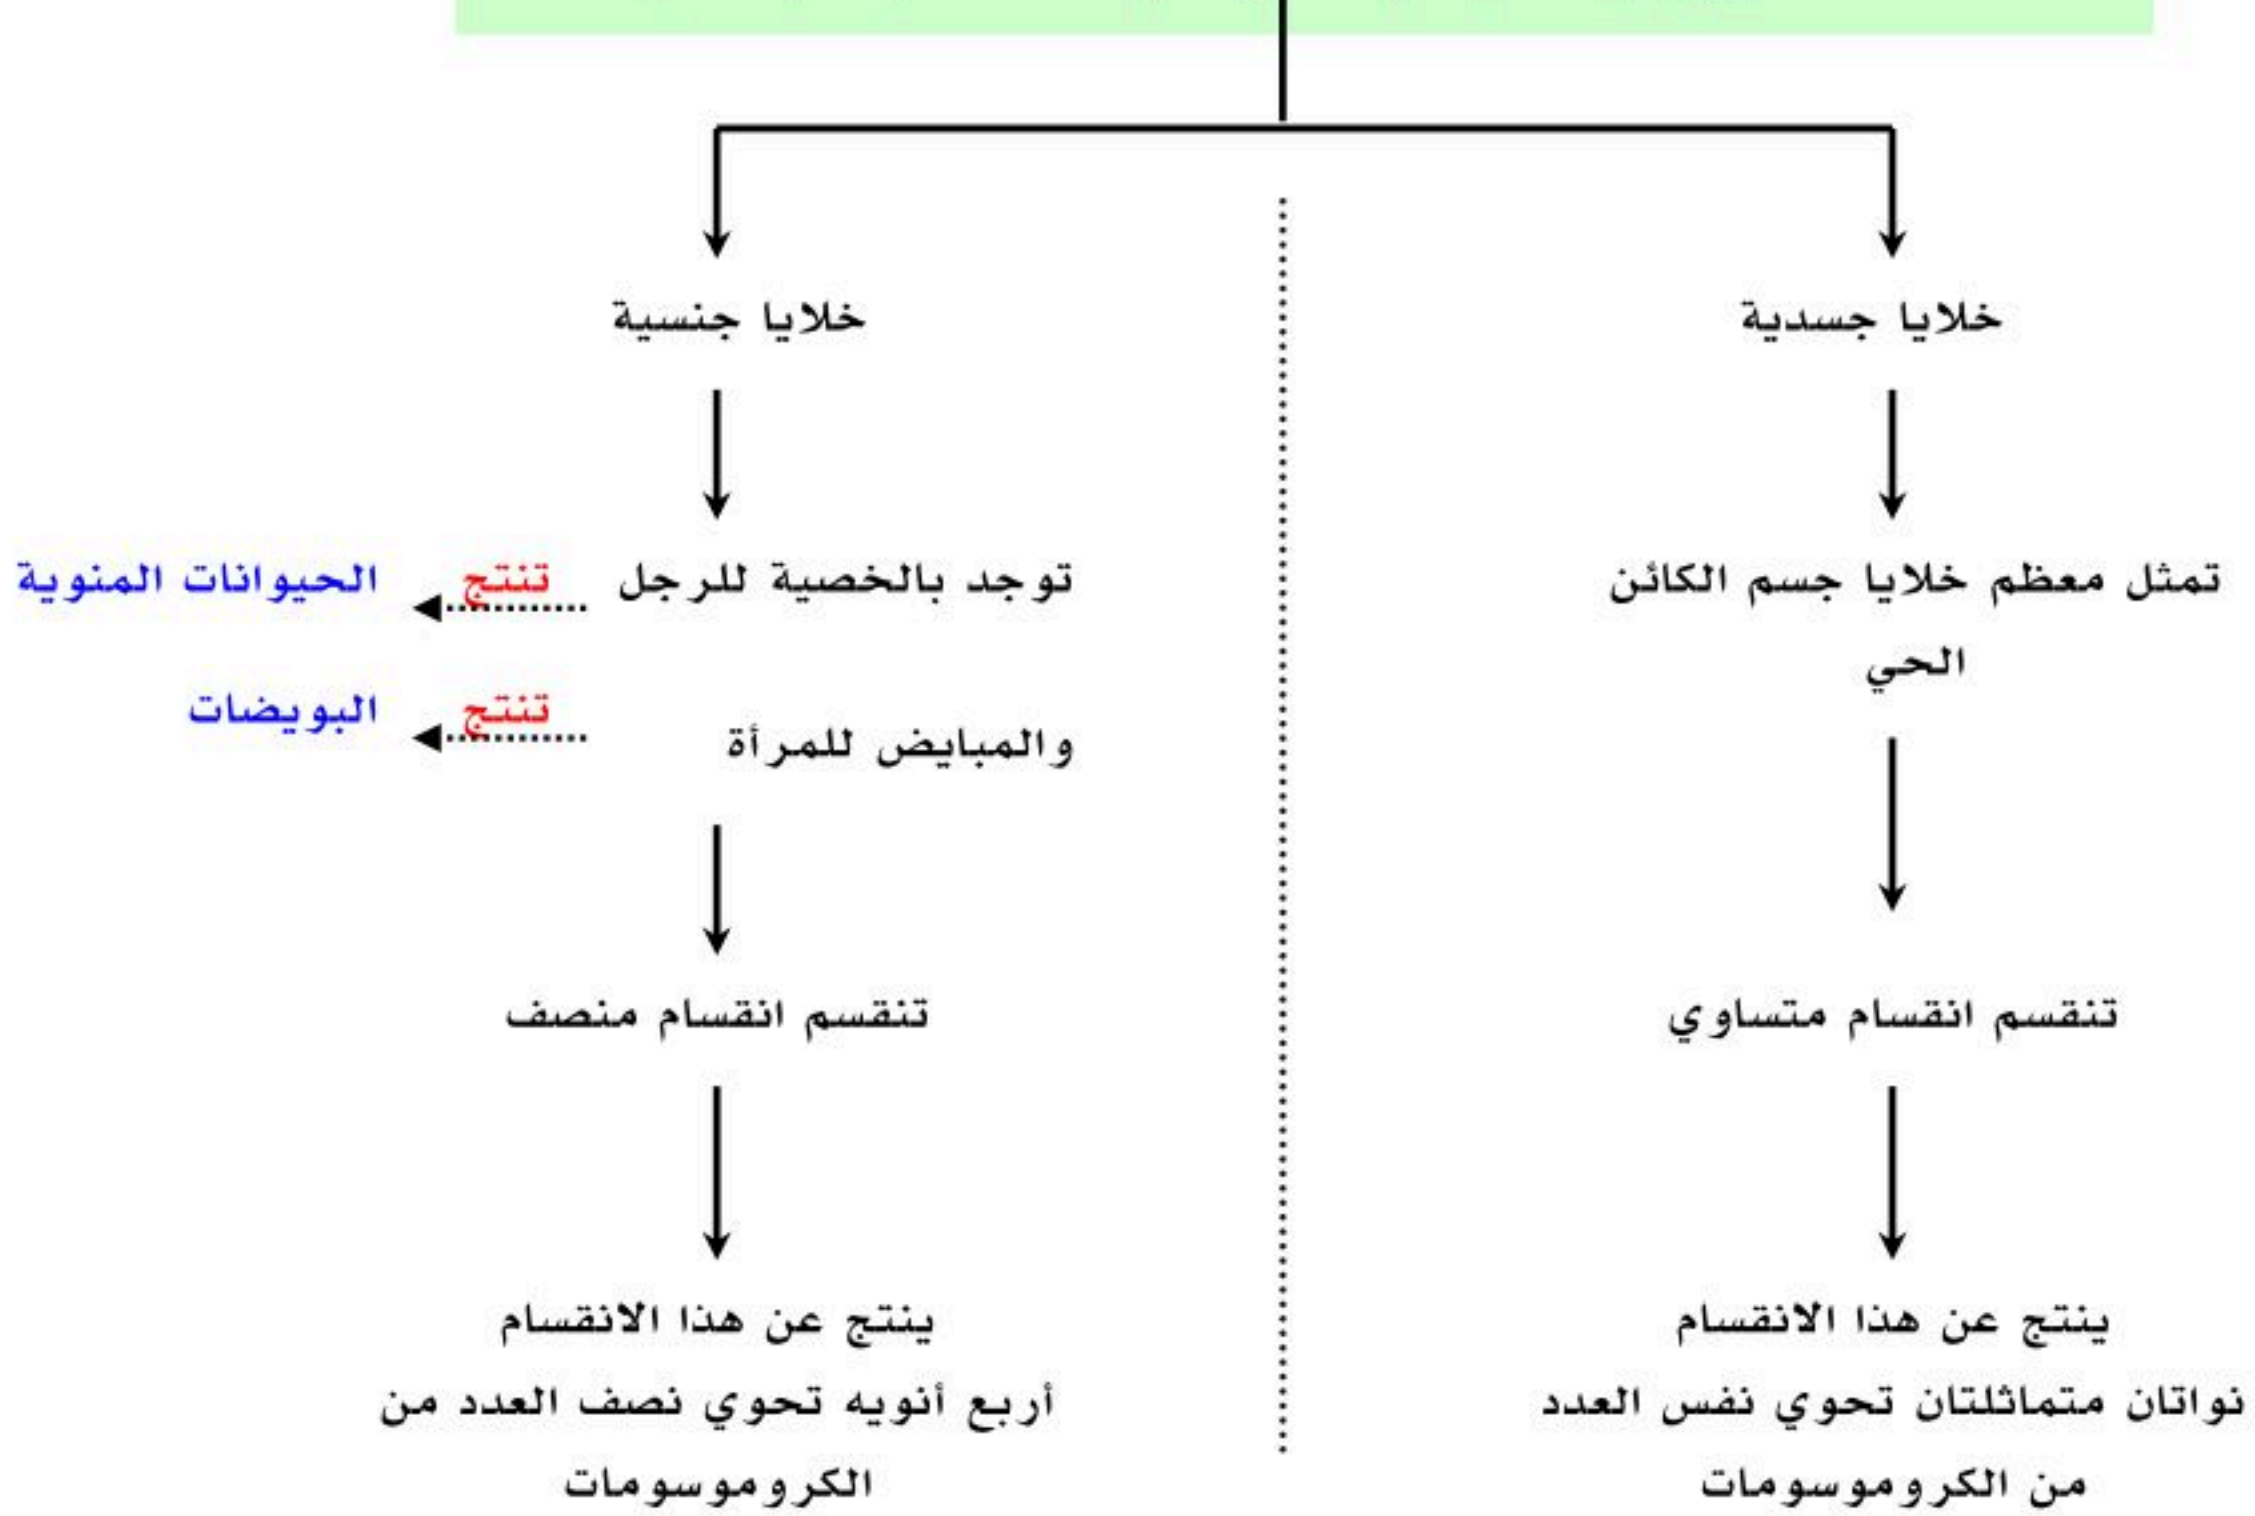 خلايا جسدية
تمثل معظم خلايا جسم الكائن
الحي
تنقسم انقسام متساوي
ينتج عن هذا الانقسام
نواتان متماثلتان تحوي نفس العدد
من الكروموسومات
خلايا جنسية
توجد بالخصية للرجل تنتج الحيوانات المنوية
والمبايض للمرأة تنتج البويضات
تنقسم انقسام منصف
ينتج عن هذا الانقسام
أربع أنويه تحوي نصف العدد من
الكروموسومات